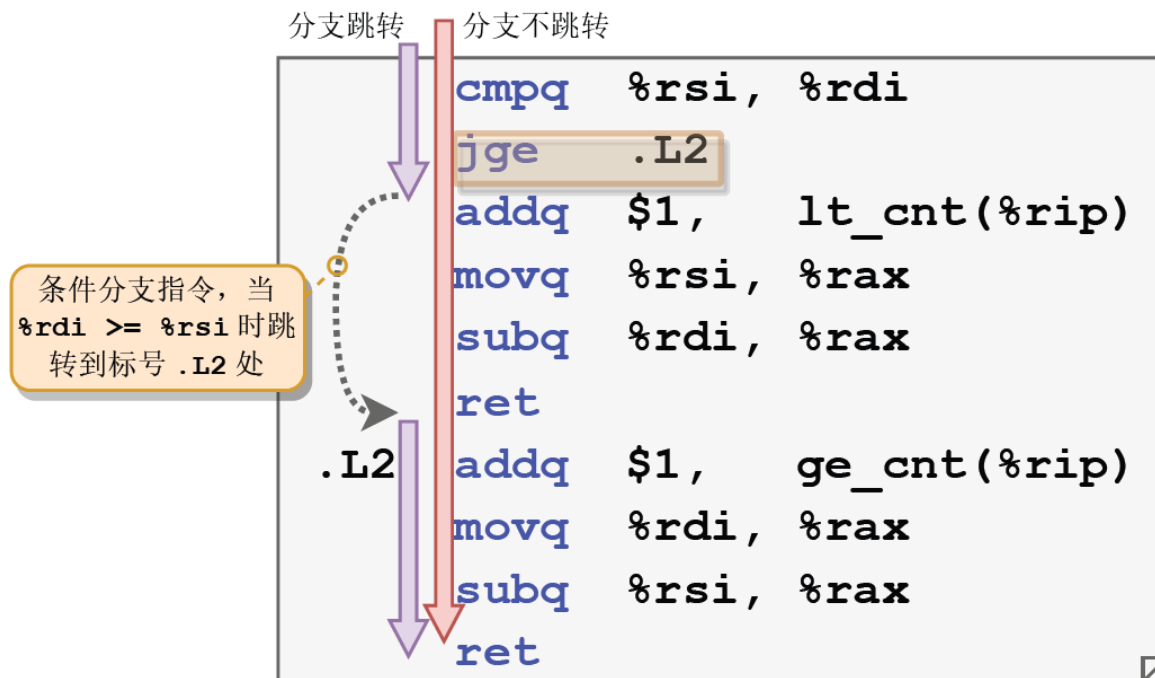 分支跳转 分支不跳转
cmpq %rsi, %rdi
jge .L2
addq $1, lt_cnt(%rip)
movq %rsi, %rax
subq %rdi, %rax
ret
.L2 addq $1, ge_cnt(%rip)
movq %rdi, %rax
subq %rsi, %rax
ret
条件分支指令，当
%rdi >= %rsi 时跳
转到标号 .L2 处